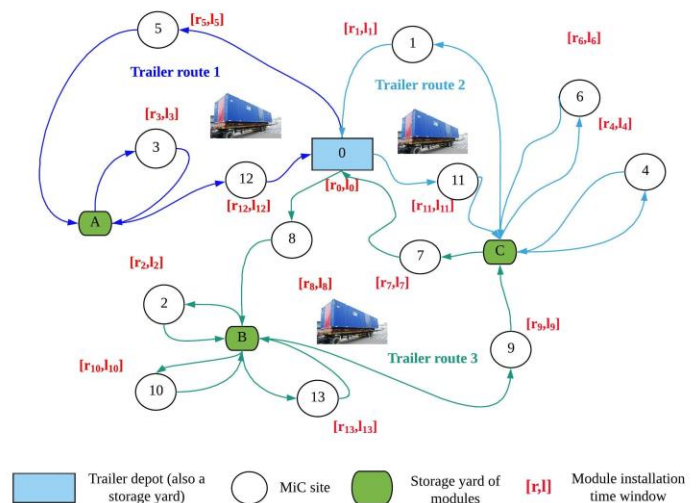 5
[r₅,l₅]
[r₁,l₁]
1
[r₆,l₆]
Trailer route 1
Trailer route 2
6
[r₃,l₃]
[r₄,l₄]
3
0
4
12
11
[r₀,l₀]
[r₁₂,l₁₂]
[r₁₁,l₁₁]
A
8
7
C
[r₂,l₂]
[r₈,l₈]
[r₇,l₇]
2
[r₉,l₉]
B
9
[r₁₀,l₁₀]
Trailer route 3
10
13
[r₁₃,l₁₃]
Trailer depot (also a
storage yard)
MiC site
Storage yard of
modules
[r,l]
Module installation
time window